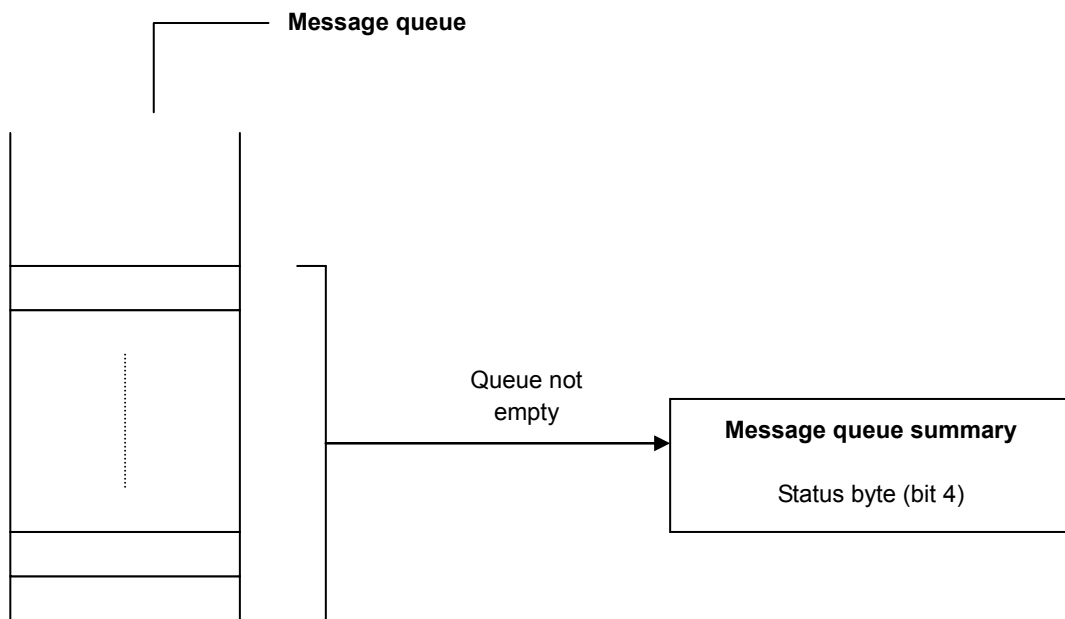 Message queue
Queue not
empty
Message queue summary
Status byte (bit 4)